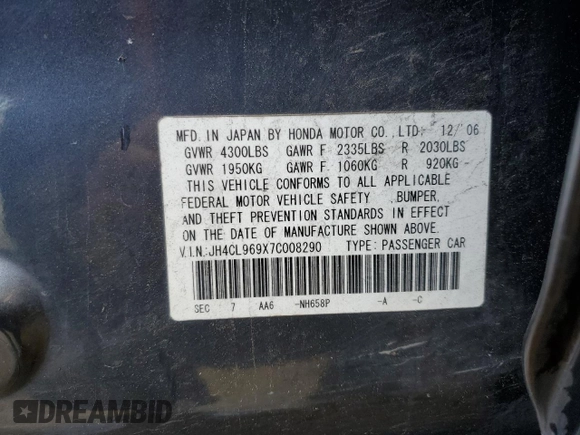 MFD. IN JAPAN BY HONDA MOTOR CO.,LTD. 12/'06
GVWR 4300LBS GAWR F 2335LBS R 2030LBS
GVWR 1950KG GAWR F. 1060KG R 920KG
THIS VEHICLE CONFORMS TO ALL APPLICABLE
FEDERAL MOTOR VEHICLE SAFETY ,BUMPER,
AND THEFT PREVENTION STANDARDS IN EFFECT
ON THE DATE OF MANUFACTURE SHOWN ABOVE.
V.I.N.:JH4CL969X7C008290 TYPE: PASSENGER CAR
SEC 7 AA6 -NH658P -A -C
DREAMBID